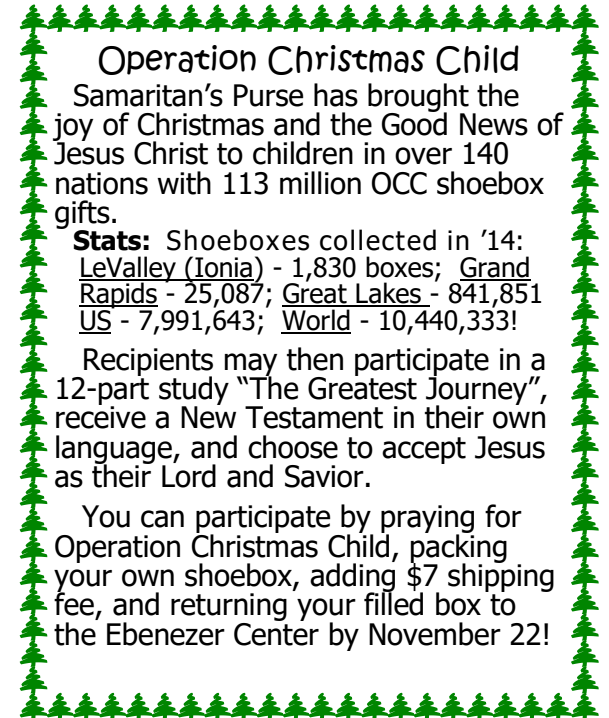 Operation Christmas Child
Samaritan’s Purse has brought the
joy of Christmas and the Good News of
Jesus Christ to children in over 140
nations with 113 million OCC shoebox
gifts.
Stats: Shoeboxes collected in ’14:
LeValley (Ionia) - 1,830 boxes; Grand
Rapids - 25,087; Great Lakes - 841,851
US - 7,991,643; World - 10,440,333!
Recipients may then participate in a
12-part study “The Greatest Journey”,
receive a New Testament in their own
language, and choose to accept Jesus
as their Lord and Savior.
You can participate by praying for
Operation Christmas Child, packing
your own shoebox, adding $7 shipping
fee, and returning your filled box to
the Ebenezer Center by November 22!